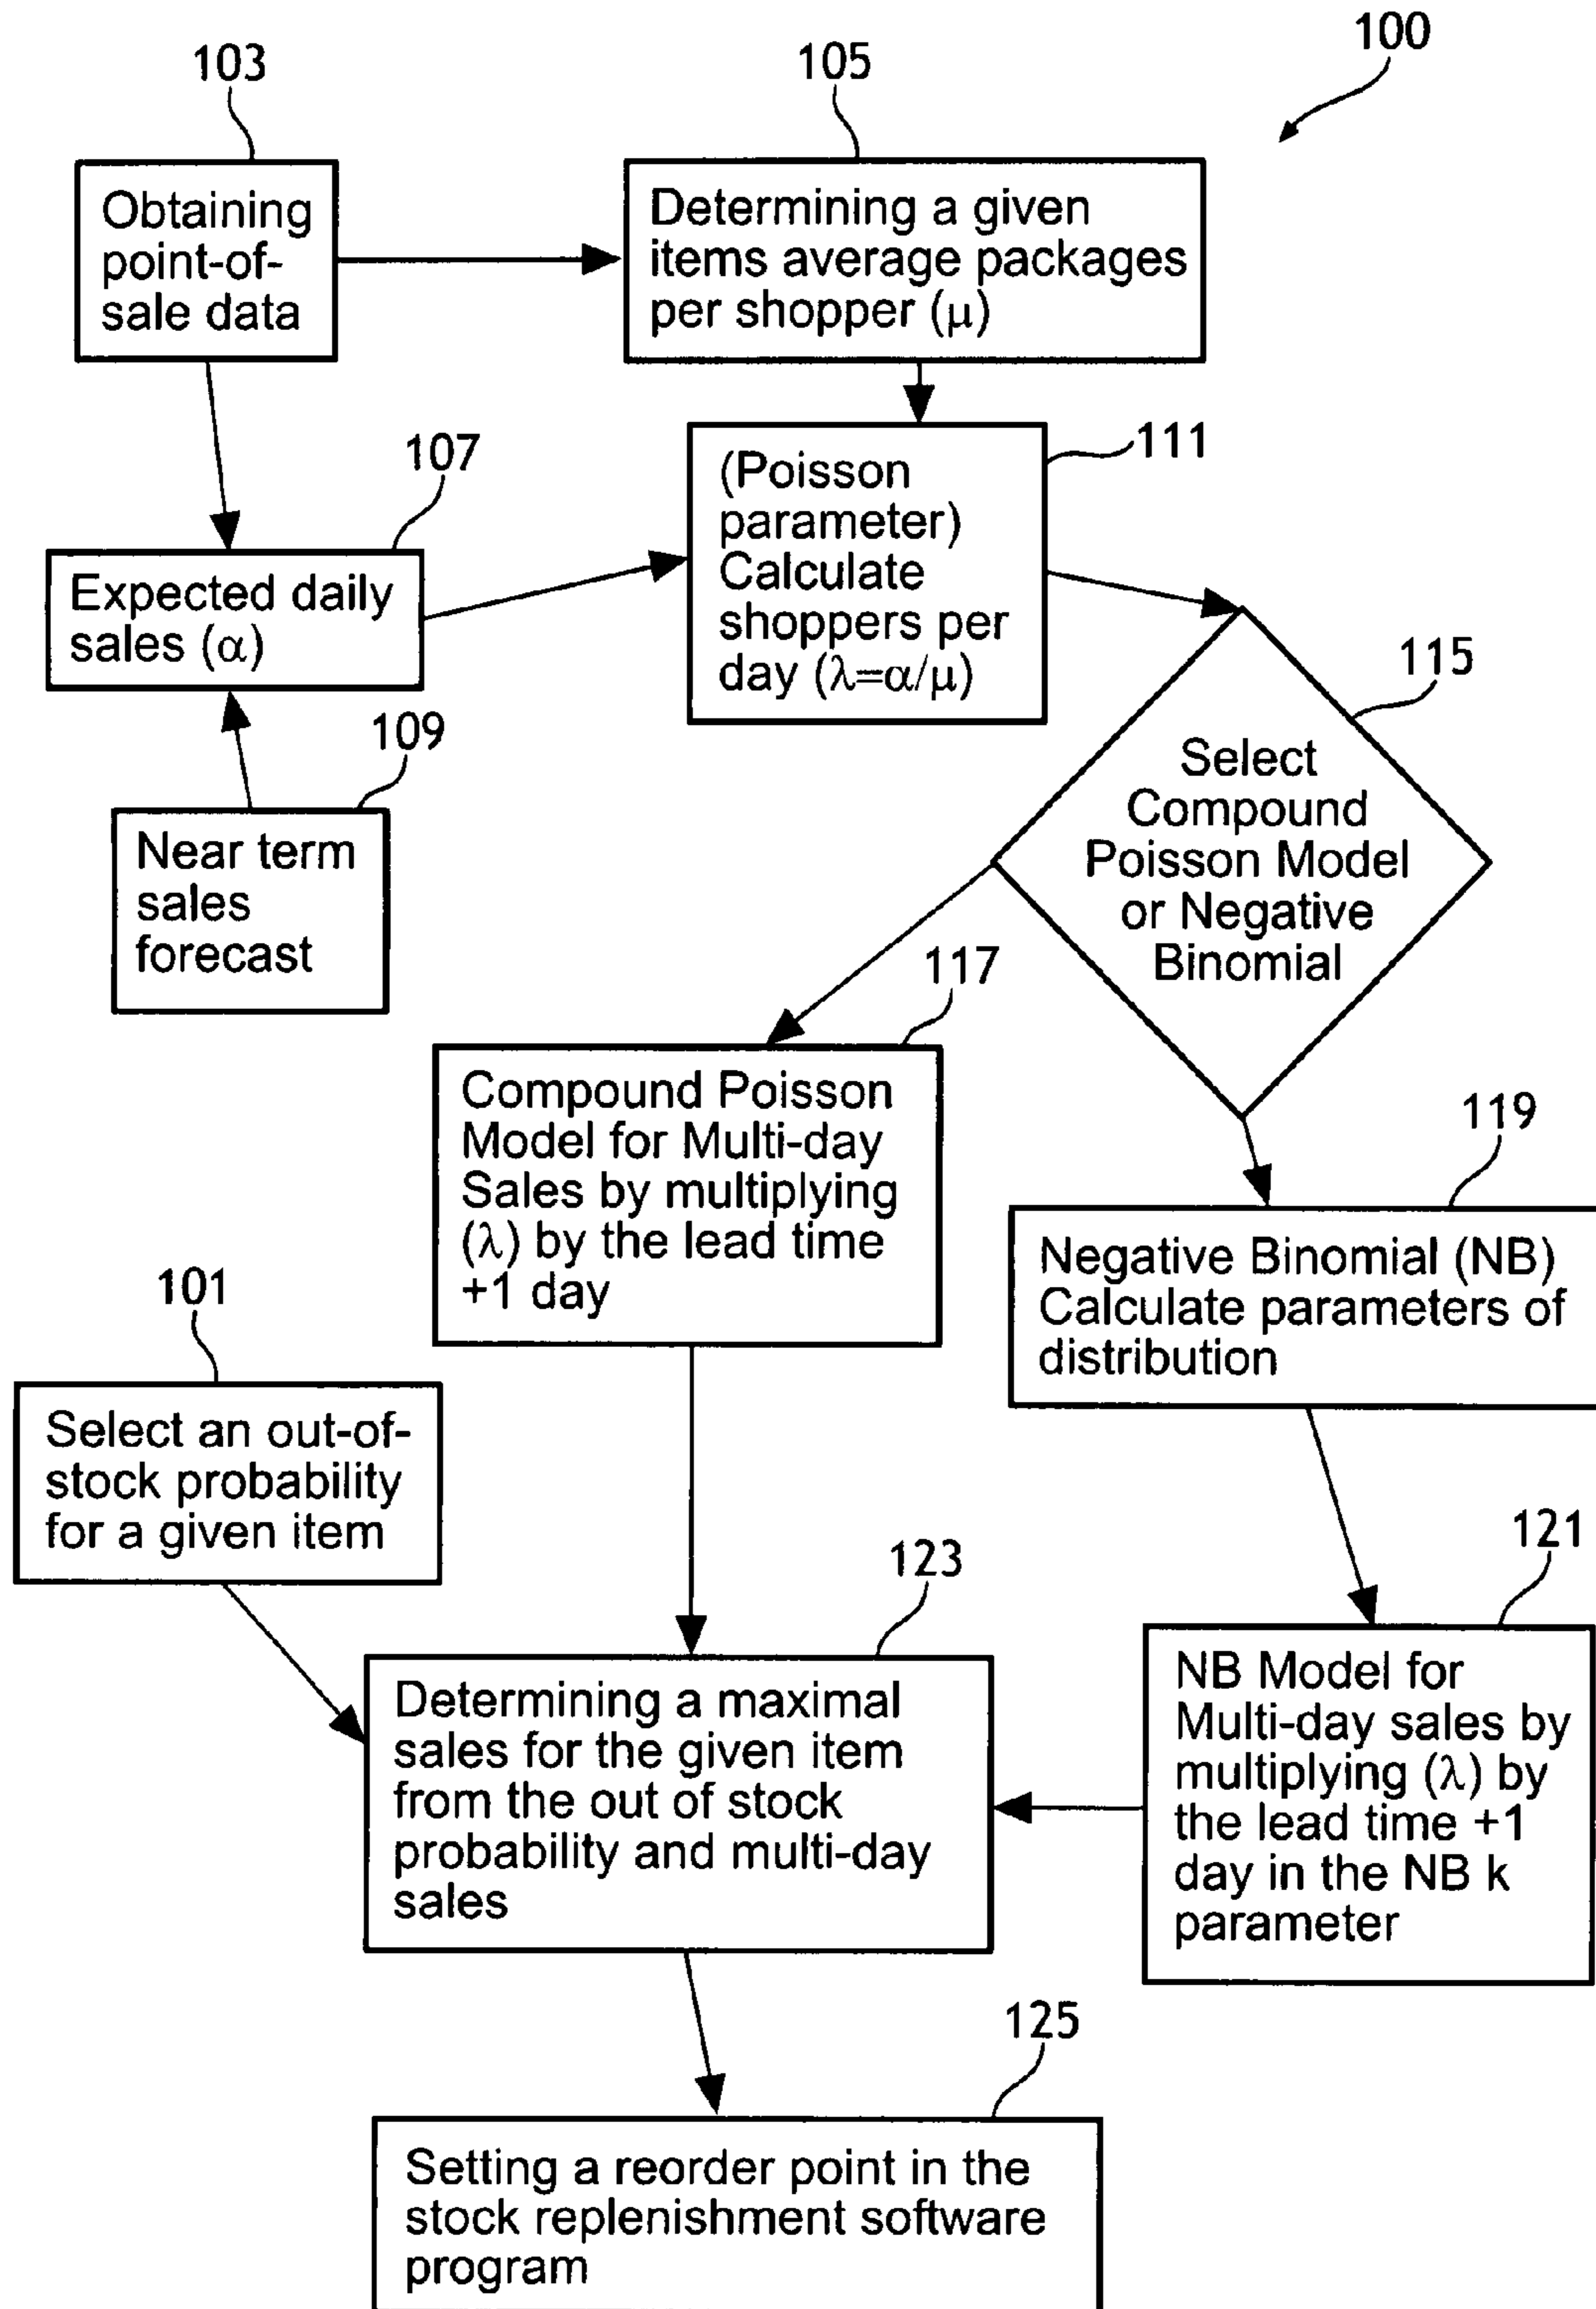 100
103
105
Obtaining
point-of-
sale data
Determining a given
items average packages
per shopper (μ)
107
111
Expected daily
sales (α)
(Poisson
parameter)
Calculate
shoppers per
day (λ=α/μ)
109
Near term
sales
forecast
115
Select
Compound
Poisson Model
or Negative
Binomial
117
Compound Poisson
Model for Multi-day
Sales by multiplying
(λ) by the lead time
+1 day
119
Negative Binomial (NB)
Calculate parameters of
distribution
101
Select an out-of-
stock probability
for a given item
121
NB Model for
Multi-day sales by
multiplying (λ) by
the lead time +1
day in the NB k
parameter
123
Determining a maximal
sales for the given item
from the out of stock
probability and multi-day
sales
125
Setting a reorder point in the
stock replenishment software
program